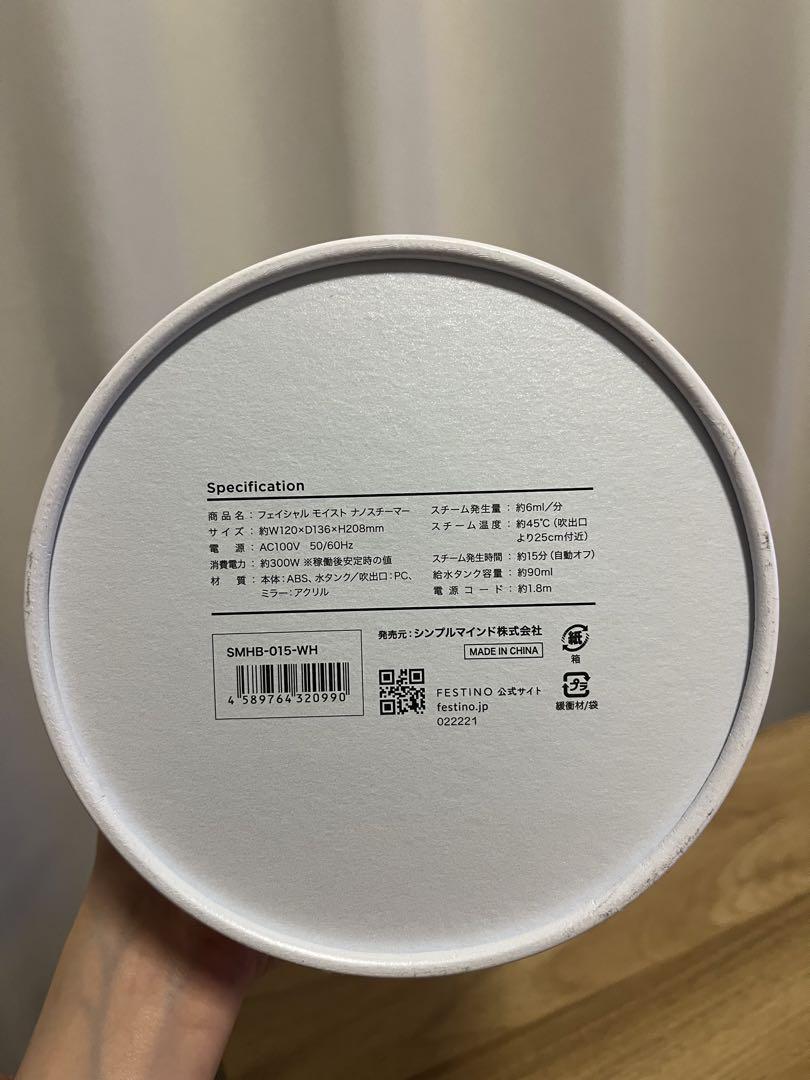 Specification
商品名：フェイシャル モイスト ナノスチーマー
サイズ：約W120×D136×H208mm
電源：AC100V 50/60Hz
消費電力：約300W ※稼働後安定時の値
材質：本体：ABS、水タンク／吹出口：PC、
ミラー：アクリル
スチーム発生量：約6ml／分
スチーム温度：約45℃（吹出口
より25cm付近）
スチーム発生時間：約15分（自動オフ）
給水タンク容量：約90ml
電源コード：約1.8m
SMHB-015-WH
4 589764 320990
発売元：シンプルマインド株式会社
MADE IN CHINA
FESTINO 公式サイト
festino.jp
022221
紙
箱
プラ
緩衝材/袋